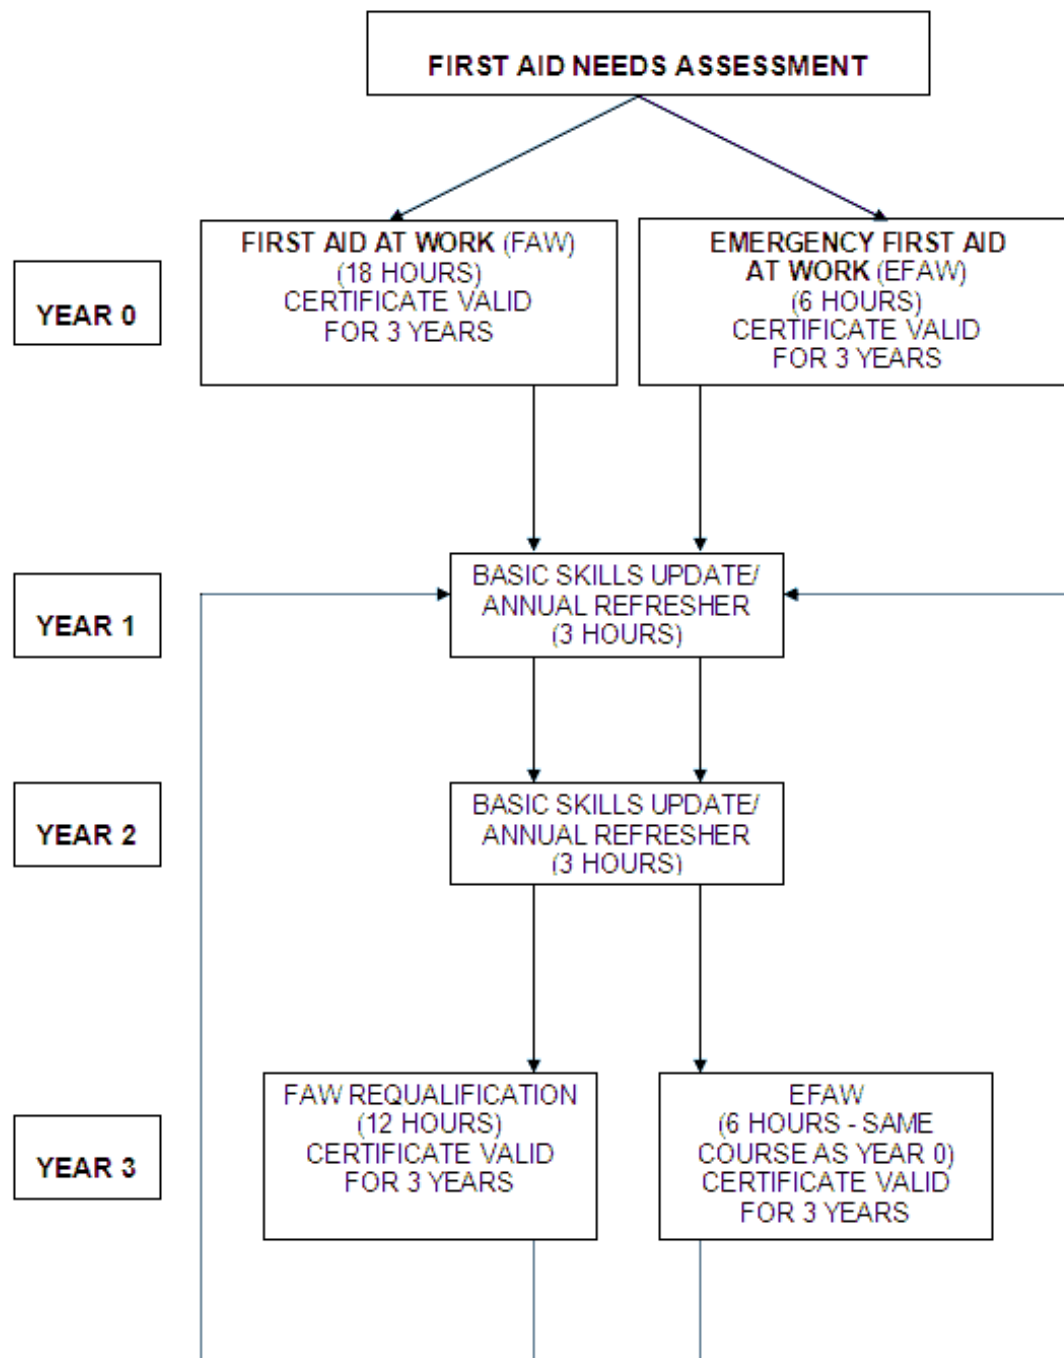 FIRST AID NEEDS ASSESSMENT
FIRST AID AT WORK (FAW)
(18 HOURS)
CERTIFICATE VALID
FOR 3 YEARS
EMERGENCY FIRST AID
AT WORK (EFAW)
(6 HOURS)
CERTIFICATE VALID
FOR 3 YEARS
YEAR 0
BASIC SKILLS UPDATE/
ANNUAL REFRESHER
(3 HOURS)
YEAR 1
BASIC SKILLS UPDATE/
ANNUAL REFRESHER
(3 HOURS)
YEAR 2
FAW REQUALIFICATION
(12 HOURS)
CERTIFICATE VALID
FOR 3 YEARS
EFAW
(6 HOURS - SAME
COURSE AS YEAR 0)
CERTIFICATE VALID
FOR 3 YEARS
YEAR 3